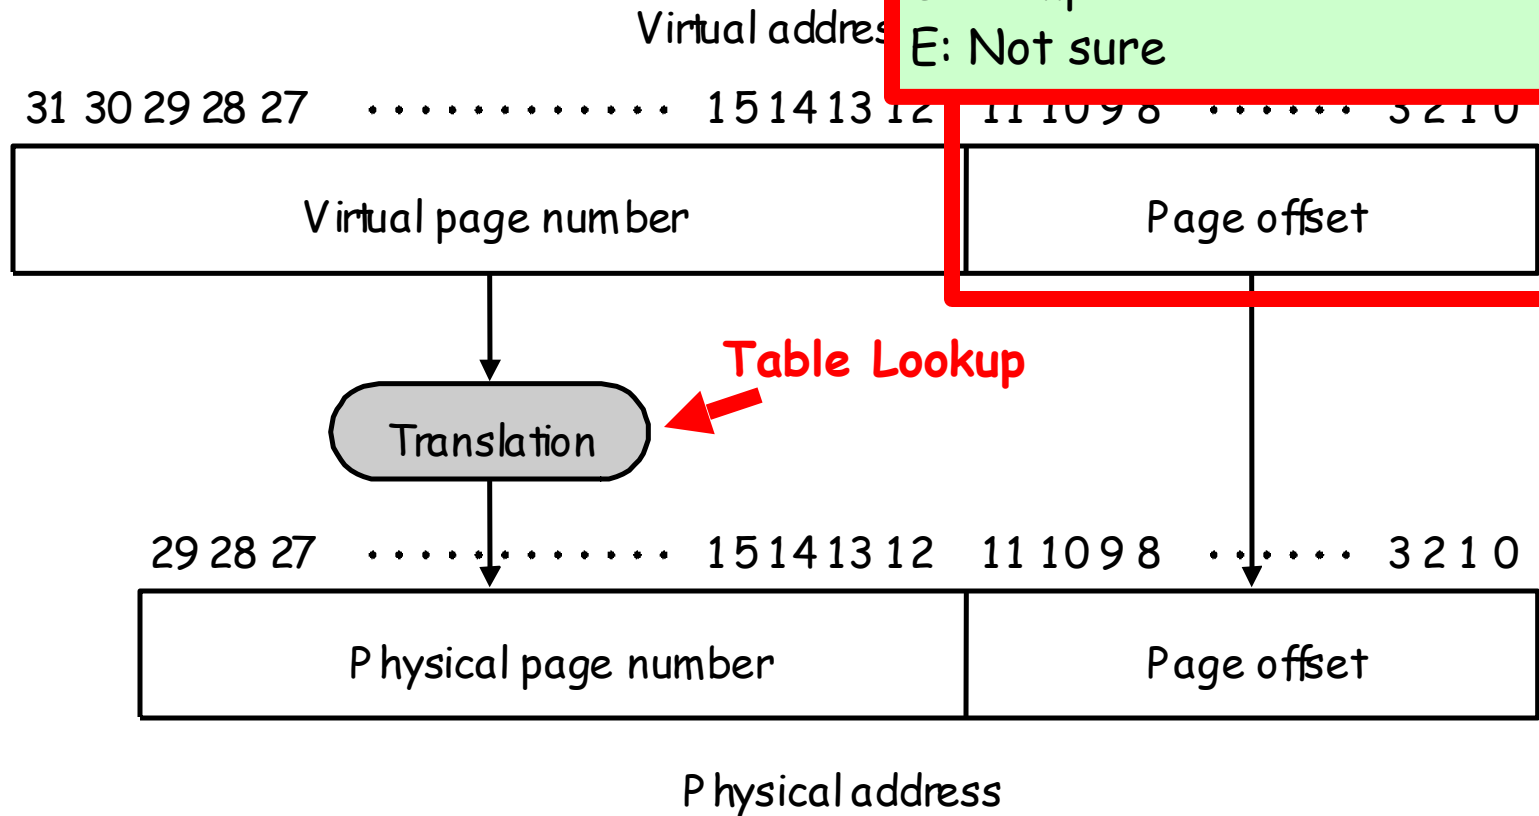 Virtual addres
E: Not sure
31 30 29 28 27 ............. 15 14 13 12 11 10 9 8 ...... 3 2 1 0
Virtual page number
Page offset
Table Lookup
Translation
29 28 27 ............. 15 14 13 12 11 10 9 8 ...... 3 2 1 0
Physical page number
Page offset
Physical address